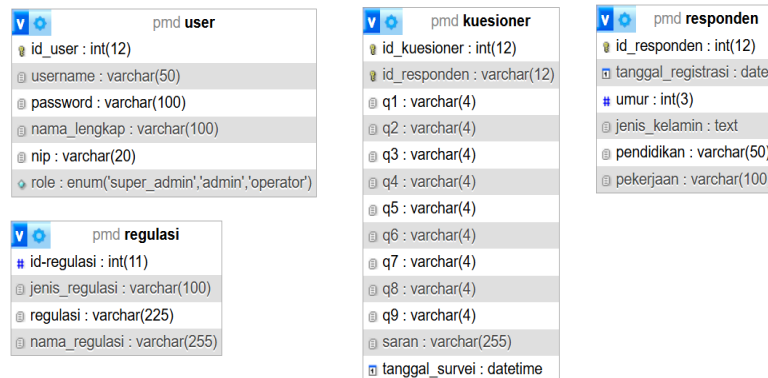 pmd user
id_user : int(12)
username : varchar(50)
password : varchar(100)
nama_lengkap : varchar(100)
nip : varchar(20)
role : enum('super_admin','admin','operator')
pmd regulasi
id-regulasi : int(11)
jenis_regulasi : varchar(100)
regulasi : varchar(225)
nama_regulasi : varchar(255)
pmd kuesioner
id_kuesioner : int(12)
id_responden : varchar(12)
q1 : varchar(4)
q2 : varchar(4)
q3 : varchar(4)
q4 : varchar(4)
q5 : varchar(4)
q6 : varchar(4)
q7 : varchar(4)
q8 : varchar(4)
q9 : varchar(4)
saran : varchar(255)
tanggal_survei : datetime
pmd responden
id_responden : int(12)
tanggal_registrasi : date
umur : int(3)
jenis_kelamin : text
pendidikan : varchar(50)
pekerjaan : varchar(100